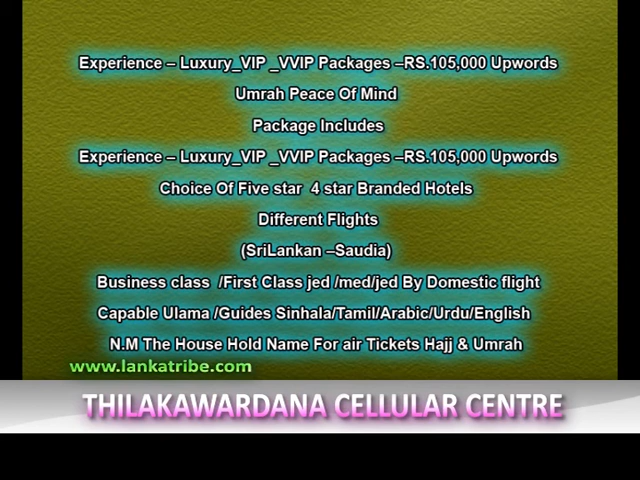 Experience – Luxury_VIP _VVIP Packages –RS.105,000 Upwords
Umrah Peace Of Mind
Package Includes
Experience – Luxury_VIP _VVIP Packages –RS.105,000 Upwords
Choice Of Five star 4 star Branded Hotels
Different Flights
(SriLankan –Saudia)
Business class /First Class jed /med/jed By Domestic flight
Capable Ulama /Guides Sinhala/Tamil/Arabic/Urdu/English
N.M The House Hold Name For air Tickets Hajj & Umrah
www.lankatribe.com
THILAKAWARDANA CELLULAR CENTRE